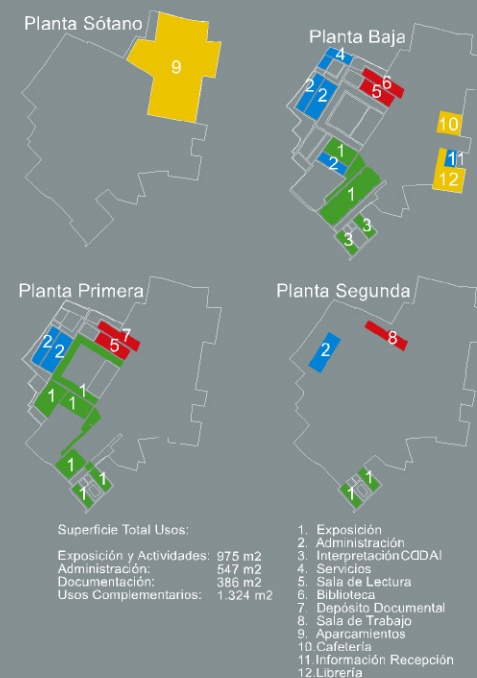 Planta Sótano
9
Planta Baja
4
2
2
6
5
10
1
2
11
12
1
3
3
Planta Primera
7
5
2
2
1
1
1
1
1
1
Planta Segunda
8
2
1
1
Superficie Total Usos:
Exposición y Actividades: 975 m2
Administración: 547 m2
Documentación: 386 m2
Usos Complementarios: 1.324 m2
1. Exposición
2. Administración
3. Interpretación
4. Servicios
5. Sala de Lectura
6. Biblioteca
7. Depósito Documental
8. Sala de Trabajo
9. Aparcamientos
10. Cafetería
11. Información Recepción
12. Librería